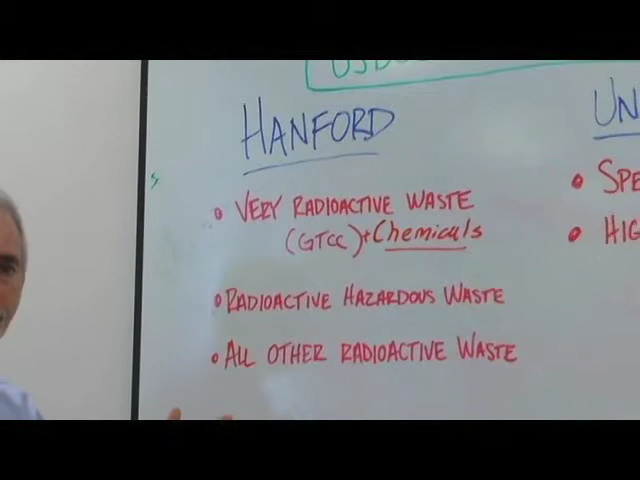 HANFORD
• VERY RADIOACTIVE WASTE
(GTCC)+Chemicals
• RADIOACTIVE HAZARDOUS WASTE
• ALL OTHER RADIOACTIVE WASTE